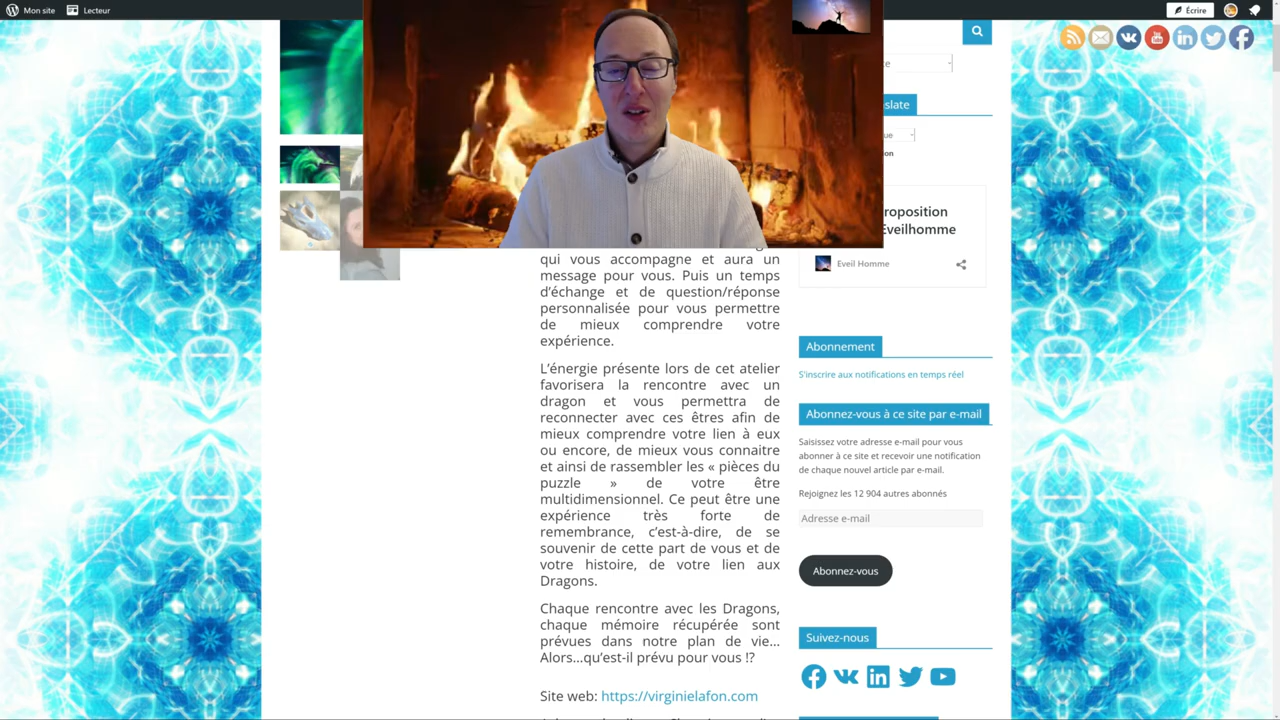 Mon site
Lecteur
Écrire
slate
on
roposition
Eveilhomme
Eveil Homme
qui vous accompagne et aura un
message pour vous. Puis un temps
d’échange et de question/réponse
personnalisée pour vous permettre
de mieux comprendre votre
expérience.
L’énergie présente lors de cet atelier
favorisera la rencontre avec un
dragon et vous permettra de
reconnecter avec ces êtres afin de
mieux comprendre votre lien à eux
ou encore, de mieux vous connaitre
et ainsi de rassembler les « pièces du
puzzle » de votre être
multidimensionnel. Ce peut être une
expérience très forte de
remembrance, c’est-à-dire, de se
souvenir de cette part de vous et de
votre histoire, de votre lien aux
Dragons.
Chaque rencontre avec les Dragons,
chaque mémoire récupérée sont
prévues dans notre plan de vie…
Alors…qu’est-il prévu pour vous !?
Site web: https://virginielafon.com
Abonnement
S'inscrire aux notifications en temps réel
Abonnez-vous à ce site par e-mail
Saisissez votre adresse e-mail pour vous
abonner à ce site et recevoir une notification
de chaque nouvel article par e-mail.
Rejoignez les 12 904 autres abonnés
Adresse e-mail
Abonnez-vous
Suivez-nous